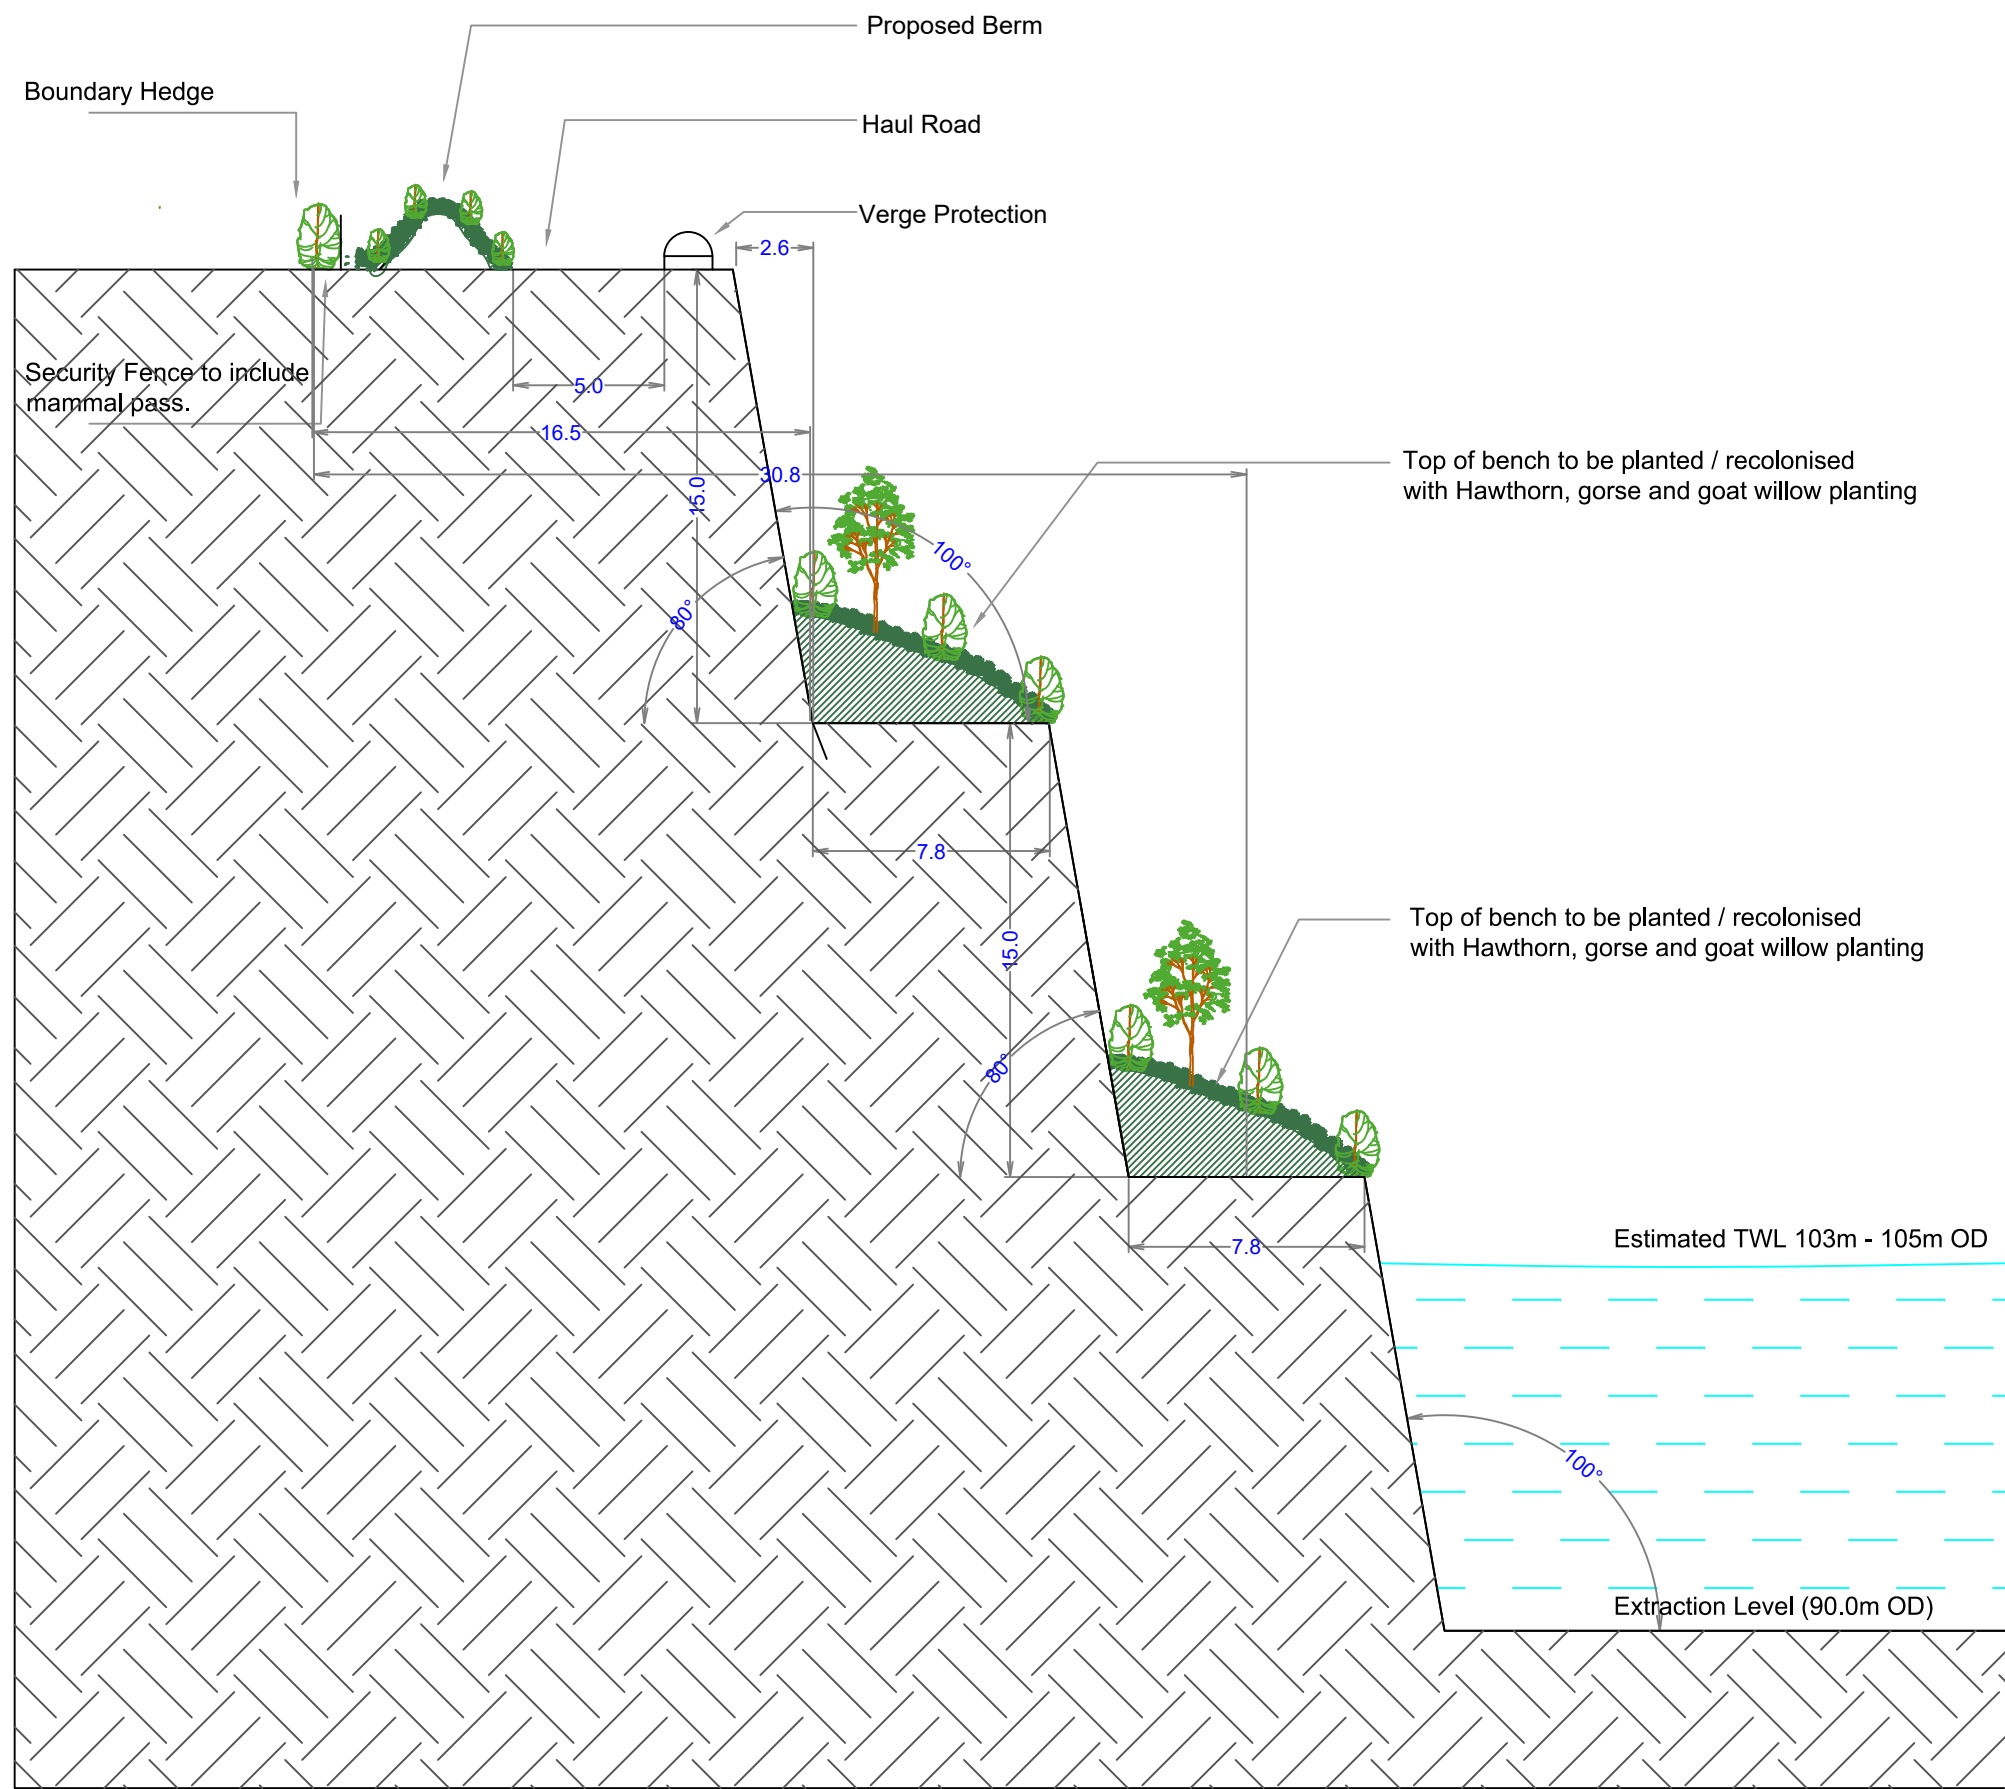 Proposed Berm
Boundary Hedge
Haul Road
Verge Protection
2.6
Security Fence to include
mammal pass.
5.0
16.5
30.8
15.0
Top of bench to be planted / recolonised
with Hawthorn, gorse and goat willow planting
100°
80°
7.8
15.0
Top of bench to be planted / recolonised
with Hawthorn, gorse and goat willow planting
80°
7.8
Estimated TWL 103m - 105m OD
100°
Extraction Level (90.0m OD)